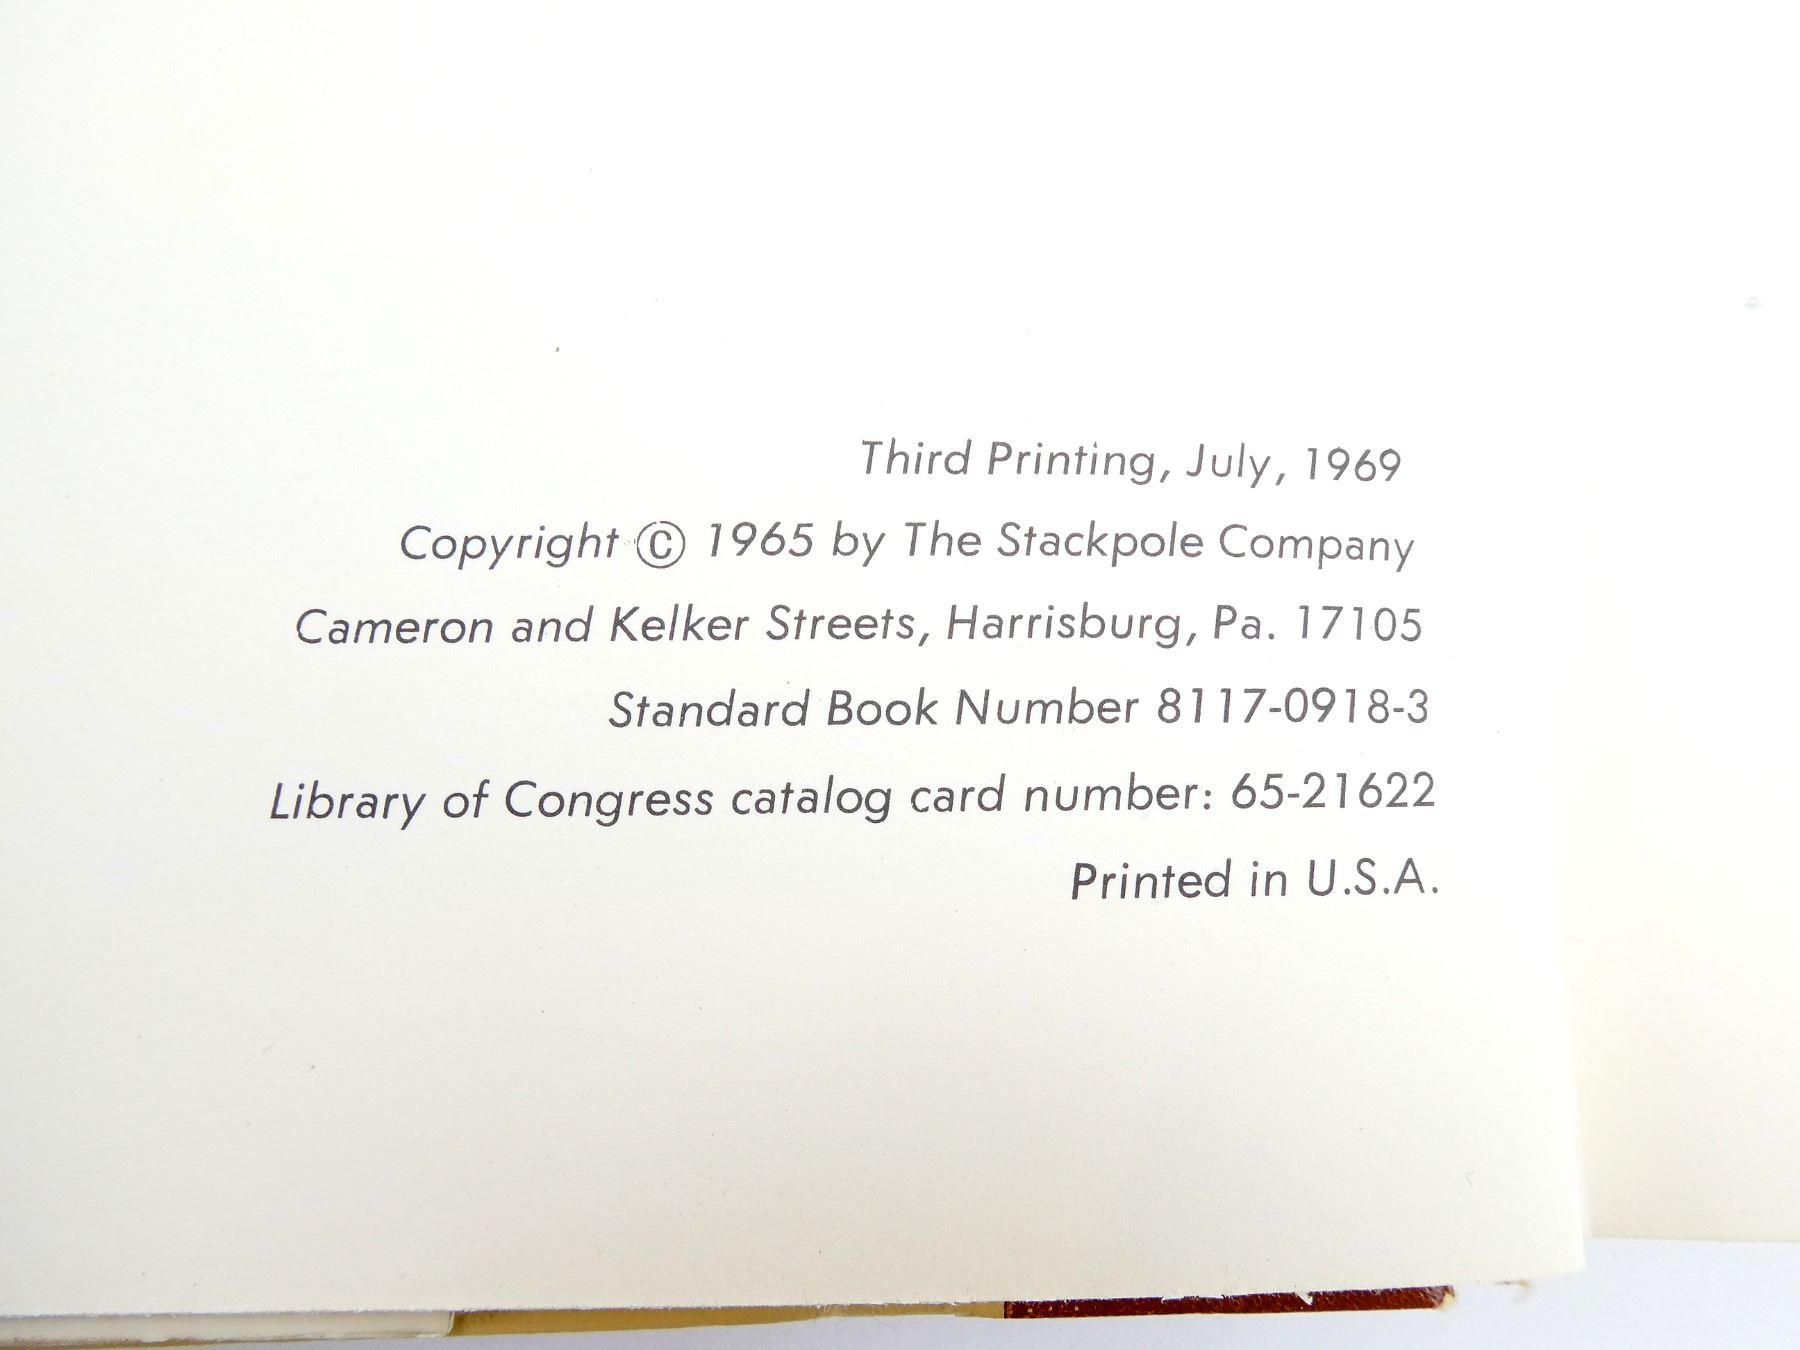 Third Printing, July, 1969
Copyright © 1965 by The Stackpole Company
Cameron and Kelker Streets, Harrisburg, Pa. 17105
Standard Book Number 8117-0918-3
Library of Congress catalog card number: 65-21622
Printed in U.S.A.